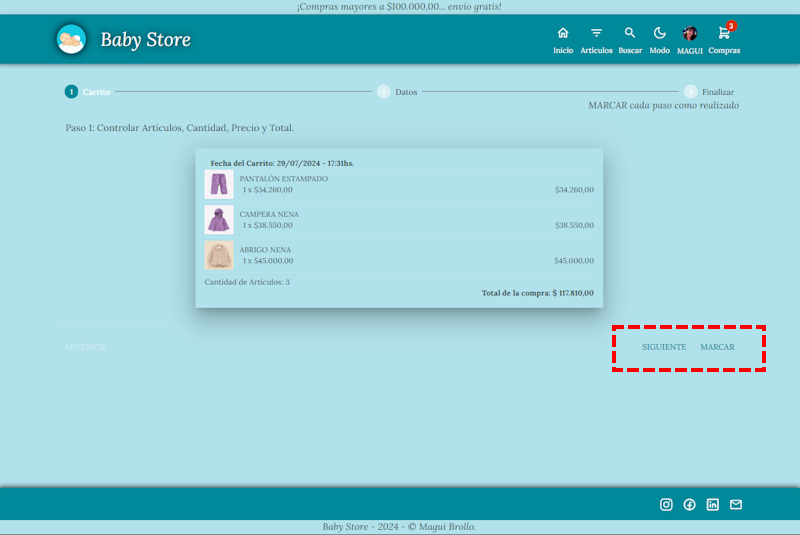 ¡Compras mayores a $100.000,00... envío gratis!
Baby Store
Inicio Artículos Buscar Modo MAGUI Compras
3
1 Carrito
2 Datos
3 Finalizar
MARCAR cada paso como realizado
Paso 1: Controlar Artículos, Cantidad, Precio y Total.
Fecha del Carrito: 29/07/2024 - 17:31hs.
PANTALÓN ESTAMPADO
1 x $34.260,00 $34.260,00
CAMPERA NENA
1 x $38.550,00 $38.550,00
ABRIGO NENA
1 x $45.000,00 $45.000,00
Cantidad de Artículos: 3
Total de la compra: $ 117.810,00
ANTERIOR SIGUIENTE MARCAR
Baby Store - 2024 - © Magui Brollo.